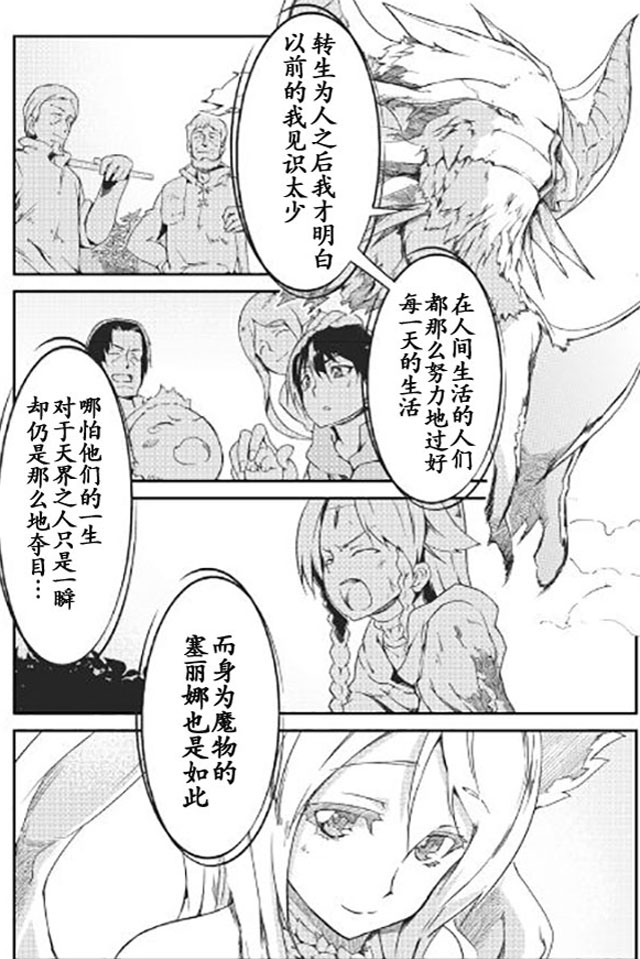 转生为人之后我才明白
以前的我见识太少
在人间生活的人们
都那么努力地过好
每一天的生活
哪怕他们的一生
对于天界之人只是一瞬
却仍是那么地夺目…
而身为魔物的
塞丽娜也是如此